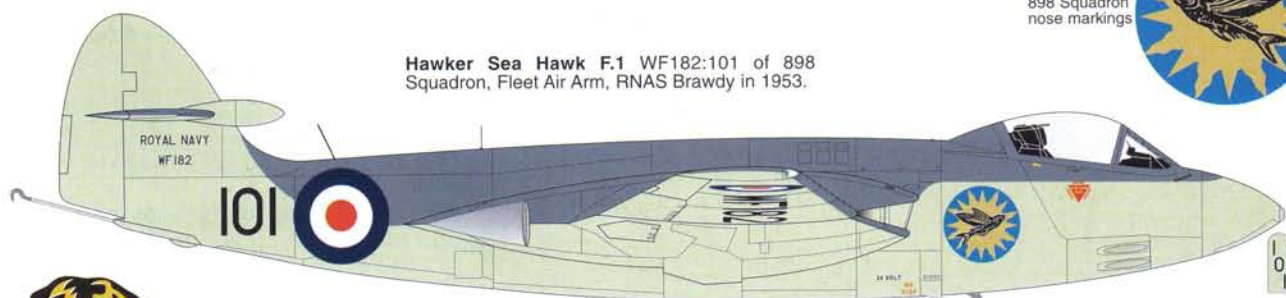 898 Squadron
nose markings
Hawker Sea Hawk F.1 WF182:101 of 898
Squadron, Fleet Air Arm, RNAS Brawdy in 1953.
ROYAL NAVY
WF182
101
24 VOLT